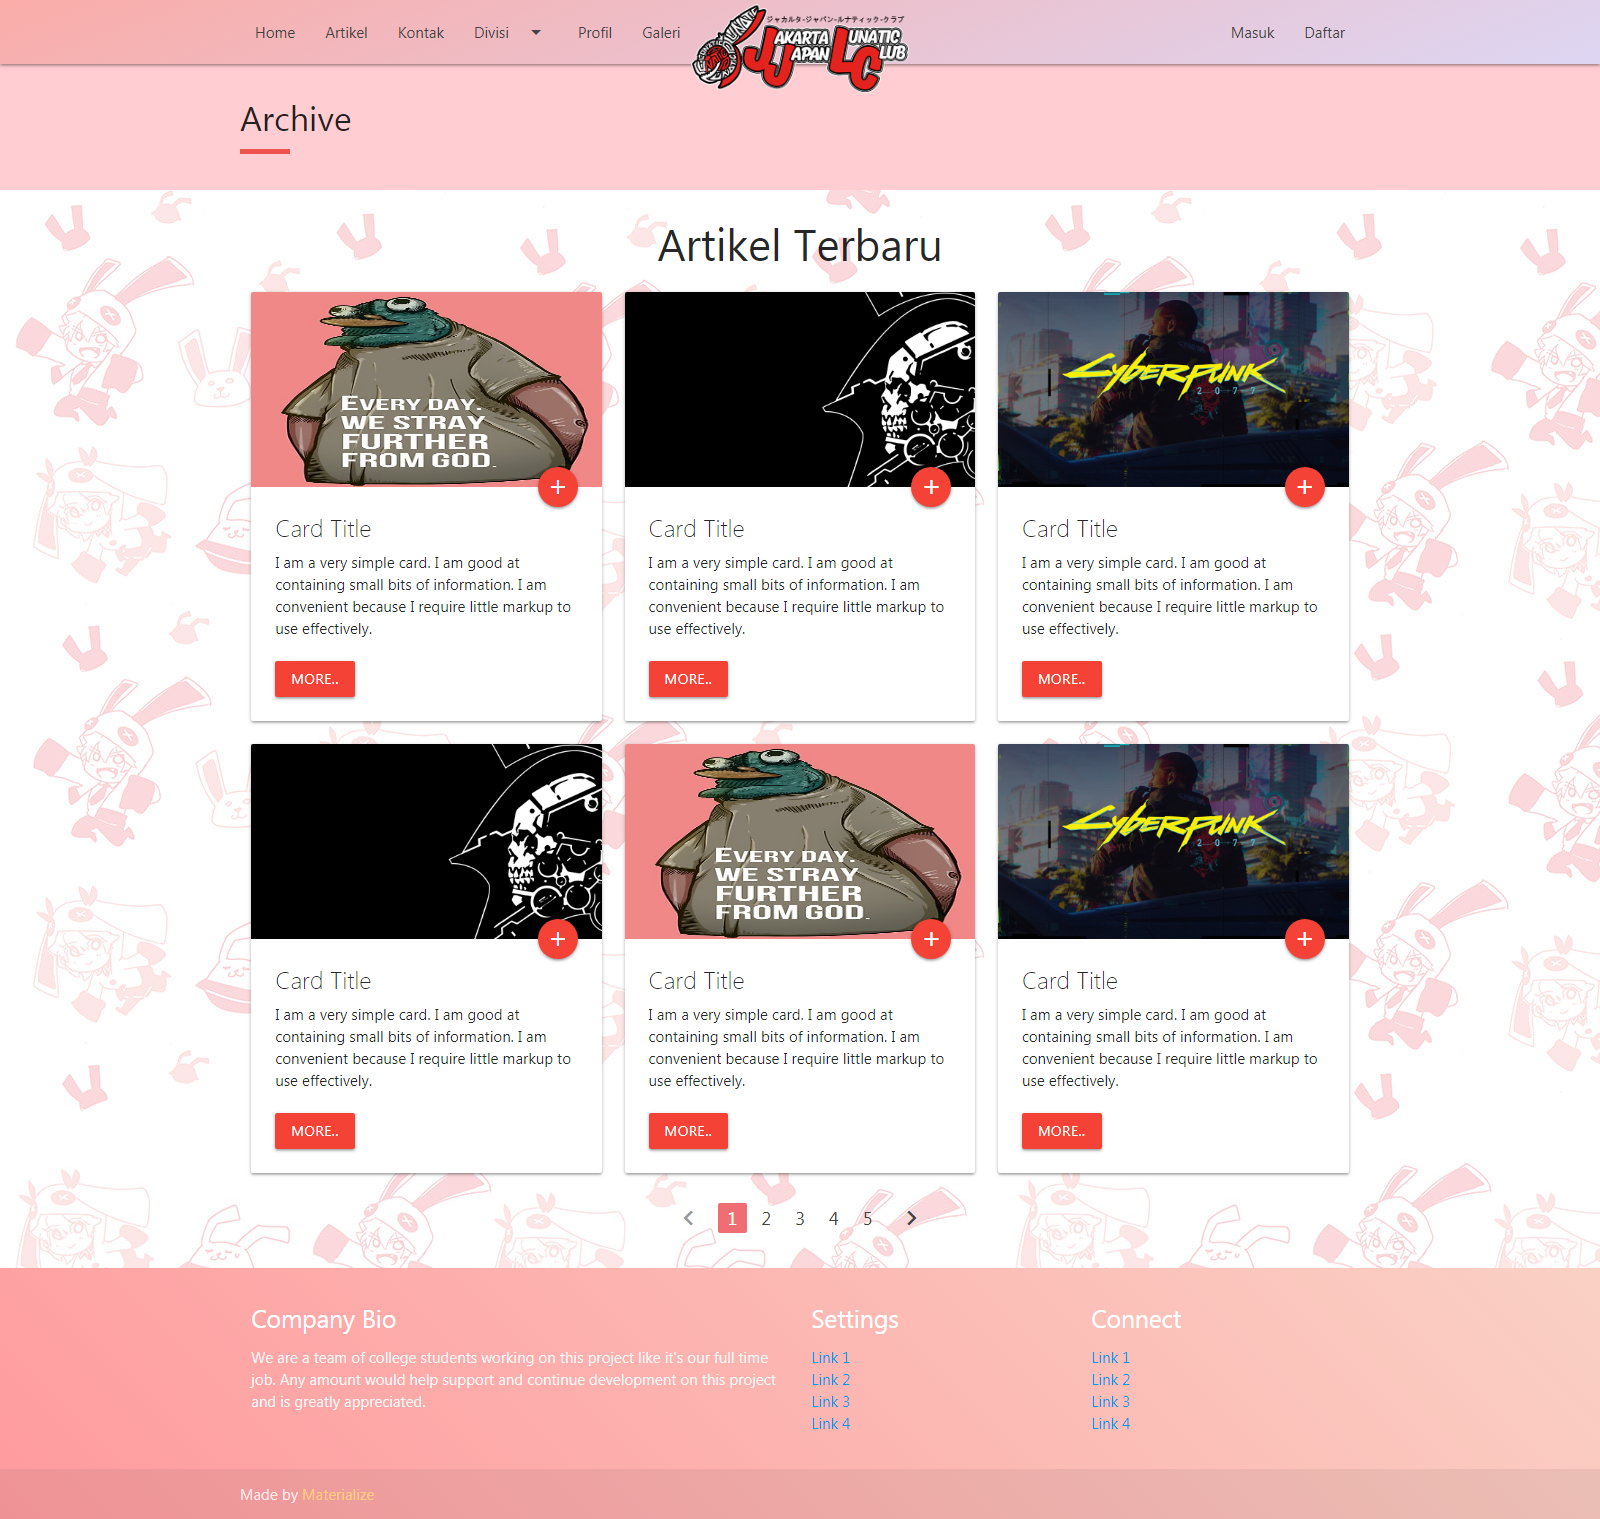 Home Artikel Kontak Divisi Profil Galeri
ジャカルタ-ジャパン-ルナティック-クラブ
JAKARTA LUNATIC
JAPAN CLUB
Masuk Daftar
Archive
Artikel Terbaru
EVERY DAY.
WE STRAY
FURTHER
FROM GOD.
Cyberpunk
2077
Card Title
I am a very simple card. I am good at
containing small bits of information. I am
convenient because I require little markup to
use effectively.
MORE..
Card Title
I am a very simple card. I am good at
containing small bits of information. I am
convenient because I require little markup to
use effectively.
MORE..
Card Title
I am a very simple card. I am good at
containing small bits of information. I am
convenient because I require little markup to
use effectively.
MORE..
EVERY DAY.
WE STRAY
FURTHER
FROM GOD.
Cyberpunk
2077
Card Title
I am a very simple card. I am good at
containing small bits of information. I am
convenient because I require little markup to
use effectively.
MORE..
Card Title
I am a very simple card. I am good at
containing small bits of information. I am
convenient because I require little markup to
use effectively.
MORE..
Card Title
I am a very simple card. I am good at
containing small bits of information. I am
convenient because I require little markup to
use effectively.
MORE..
1 2 3 4 5
Company Bio
We are a team of college students working on this project like it's our full time
job. Any amount would help support and continue development on this project
and is greatly appreciated.
Settings
Link 1
Link 2
Link 3
Link 4
Connect
Link 1
Link 2
Link 3
Link 4
Made by Materialize